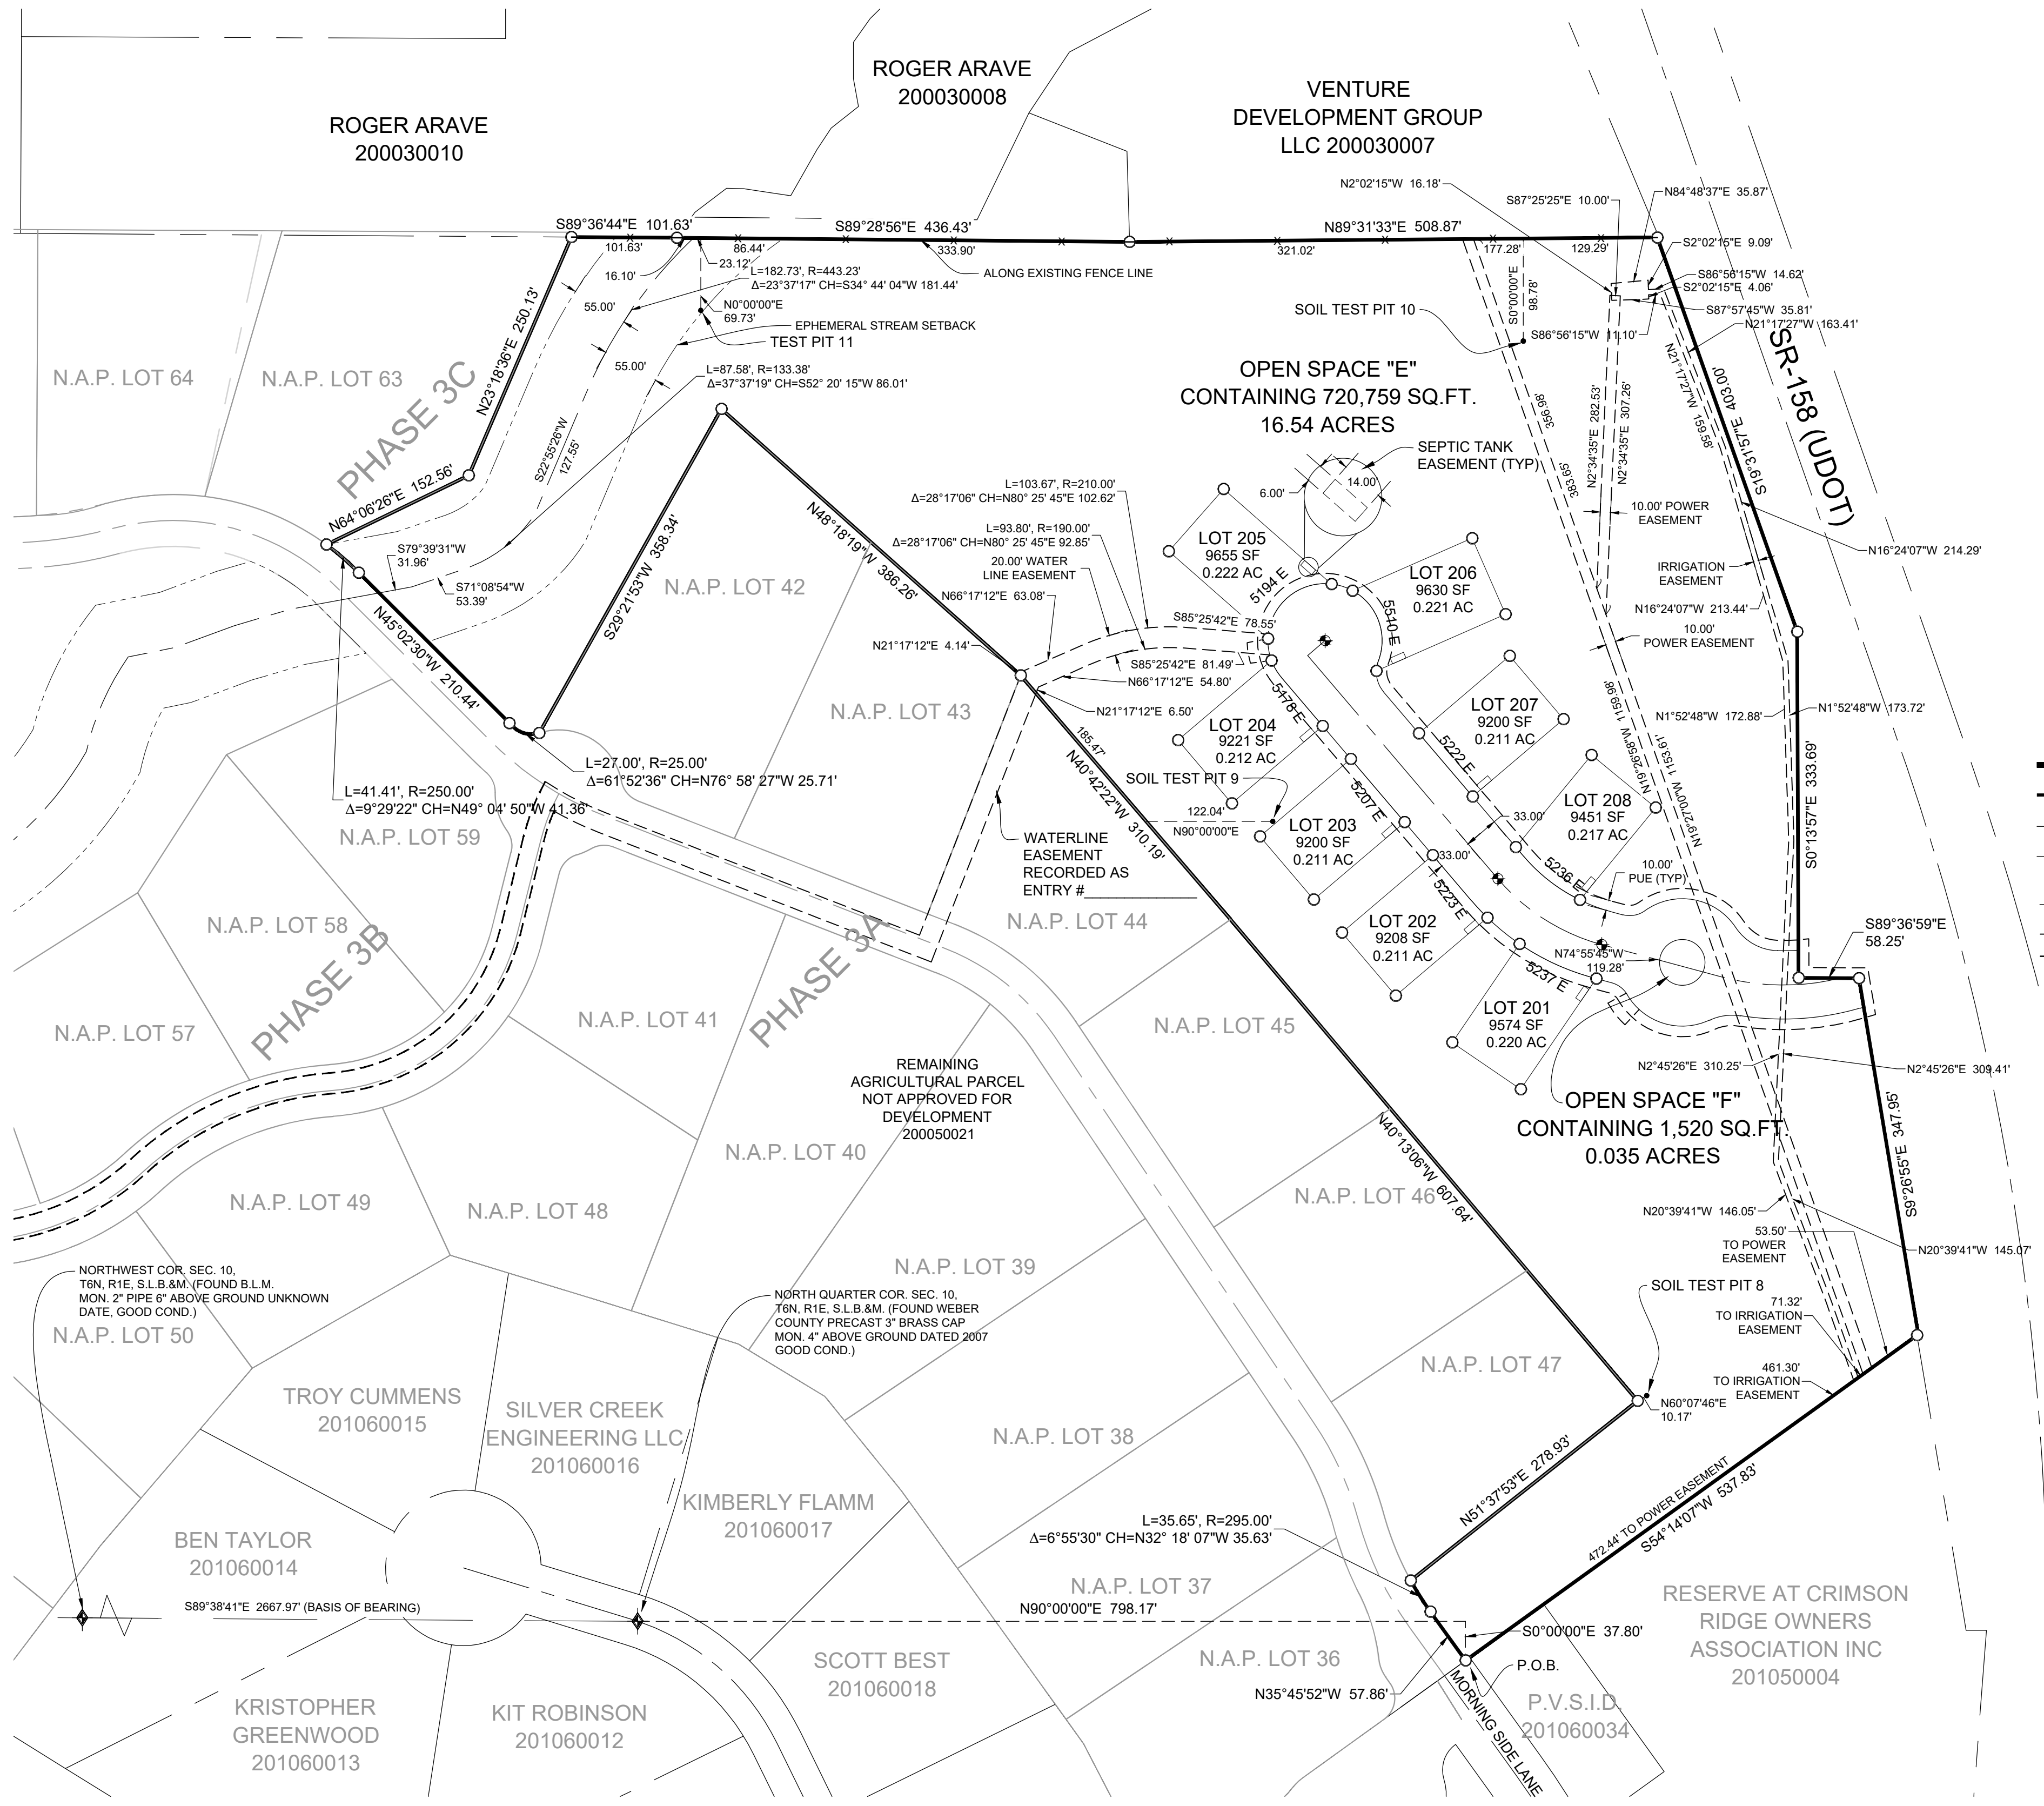 ROGER ARAVE
200030010
ROGER ARAVE
200030008
VENTURE
DEVELOPMENT GROUP
LLC 200030007
N2°02'15"W 16.18'
S87°25'25"E 10.00'
N84°48'37"E 35.87'
S89°36'44"E 101.63'
S89°28'56"E 436.43'
N89°31'33"E 508.87'
101.63'
86.44'
333.90'
321.02'
177.28'
129.29'
S2°02'15"E 9.09'
16.10'
23.12'
ALONG EXISTING FENCE LINE
S86°56'15"W 14.62'
S2°02'15"E 4.06'
L=182.73', R=443.23'
Δ=23°37'17" CH=S34° 44' 04"W 181.44'
55.00'
N0°00'00"E
69.73'
EPHEMERAL STREAM SETBACK
TEST PIT 11
SOIL TEST PIT 10
S0°00'00"E
98.78'
S87°57'45"W 35.81'
N21°17'27"W 163.41'
S86°56'15"W 11.10'
N21°17'27"W 159.58'
SR-158 (UDOT)
S19°31'57"E 403.00'
N23°18'36"E 250.13'
55.00'
L=87.58', R=133.38'
Δ=37°37'19" CH=S52° 20' 15"W 86.01'
N.A.P. LOT 64
N.A.P. LOT 63
PHASE 3C
OPEN SPACE "E"
CONTAINING 720,759 SQ.FT.
16.54 ACRES
356.98'
383.65'
N2°34'35"E 282.53'
N2°34'35"E 307.26'
SEPTIC TANK
EASEMENT (TYP)
6.00'
14.00'
S22°55'26"W
127.55'
N64°06'26"E 152.56'
L=103.67', R=210.00'
Δ=28°17'06" CH=N80° 25' 45"E 102.62'
L=93.80', R=190.00'
Δ=28°17'06" CH=N80° 25' 45"E 92.85'
20.00' WATER
LINE EASEMENT
N66°17'12"E 63.08'
10.00' POWER
EASEMENT
N16°24'07"W 214.29'
IRRIGATION
EASEMENT
N16°24'07"W 213.44'
10.00'
POWER EASEMENT
S79°39'31"W
31.96'
S71°08'54"W
53.39'
N45°02'30"W 210.44'
S29°21'53"W 358.34'
N48°18'19"W 386.26'
N.A.P. LOT 42
N.A.P. LOT 43
LOT 205
9655 SF
0.222 AC
5194 E
LOT 206
9630 SF
0.221 AC
5510 E
S85°25'42"E 78.55'
N21°17'12"E 4.14'
S85°25'42"E 81.49'
N66°17'12"E 54.80'
N21°17'12"E 6.50'
5178 E
LOT 204
9221 SF
0.212 AC
LOT 207
9200 SF
0.211 AC
5222 E
N1°52'48"W 172.88'
N1°52'48"W 173.72'
N19°26'58"W 1159.98'
N19°27'00"W 1153.61'
S0°13'57"E 333.69'
L=27.00', R=25.00'
Δ=61°52'36" CH=N76° 58' 27"W 25.71'
L=41.41', R=250.00'
Δ=9°29'22" CH=N49° 04' 50"W 41.36'
185.47'
N40°42'22"W 310.19'
SOIL TEST PIT 9
122.04'
N90°00'00"E
5207 E
LOT 203
9200 SF
0.211 AC
33.00'
33.00'
LOT 208
9451 SF
0.217 AC
5236 E
10.00'
PUE (TYP)
N.A.P. LOT 59
WATERLINE
EASEMENT
RECORDED AS
ENTRY #
N.A.P. LOT 44
N.A.P. LOT 58
PHASE 3B
PHASE 3A
5223 E
LOT 202
9208 SF
0.211 AC
S89°36'59"E
58.25'
N74°55'45"W
119.28'
5237 E
LOT 201
9574 SF
0.220 AC
N.A.P. LOT 57
N.A.P. LOT 41
N.A.P. LOT 45
REMAINING
AGRICULTURAL PARCEL
NOT APPROVED FOR
DEVELOPMENT
200050021
N2°45'26"E 310.25'
N2°45'26"E 309.41'
OPEN SPACE "F"
CONTAINING 1,520 SQ.FT.
0.035 ACRES
S9°26'55"E 347.95'
N.A.P. LOT 40
N40°13'06"W 607.64'
N.A.P. LOT 46
N.A.P. LOT 49
N.A.P. LOT 48
N20°39'41"W 146.05'
53.50'
TO POWER
EASEMENT
N20°39'41"W 145.07'
N.A.P. LOT 39
NORTHWEST COR. SEC. 10,
T6N, R1E, S.L.B.&M. (FOUND B.L.M.
MON. 2" PIPE 6" ABOVE GROUND UNKNOWN
DATE, GOOD COND.)
NORTH QUARTER COR. SEC. 10,
T6N, R1E, S.L.B.&M. (FOUND WEBER
COUNTY PRECAST 3" BRASS CAP
MON. 4" ABOVE GROUND DATED 2007
GOOD COND.)
SOIL TEST PIT 8
71.32'
TO IRRIGATION
EASEMENT
N.A.P. LOT 50
N.A.P. LOT 47
461.30'
TO IRRIGATION
EASEMENT
TROY CUMMENS
201060015
SILVER CREEK
ENGINEERING LLC
201060016
N.A.P. LOT 38
N60°07'46"E
10.17'
N51°37'53"E 278.93'
472.44' TO POWER EASEMENT
S54°14'07"W 537.83'
KIMBERLY FLAMM
201060017
L=35.65', R=295.00'
Δ=6°55'30" CH=N32° 18' 07"W 35.63'
BEN TAYLOR
201060014
N.A.P. LOT 37
S89°38'41"E 2667.97' (BASIS OF BEARING)
N90°00'00"E 798.17'
RESERVE AT CRIMSON
RIDGE OWNERS
ASSOCIATION INC
201050004
S0°00'00"E 37.80'
SCOTT BEST
201060018
N.A.P. LOT 36
P.O.B.
N35°45'52"W 57.86'
MORNING SIDE LANE
P.V.S.I.D.
201060034
KRISTOPHER
GREENWOOD
201060013
KIT ROBINSON
201060012